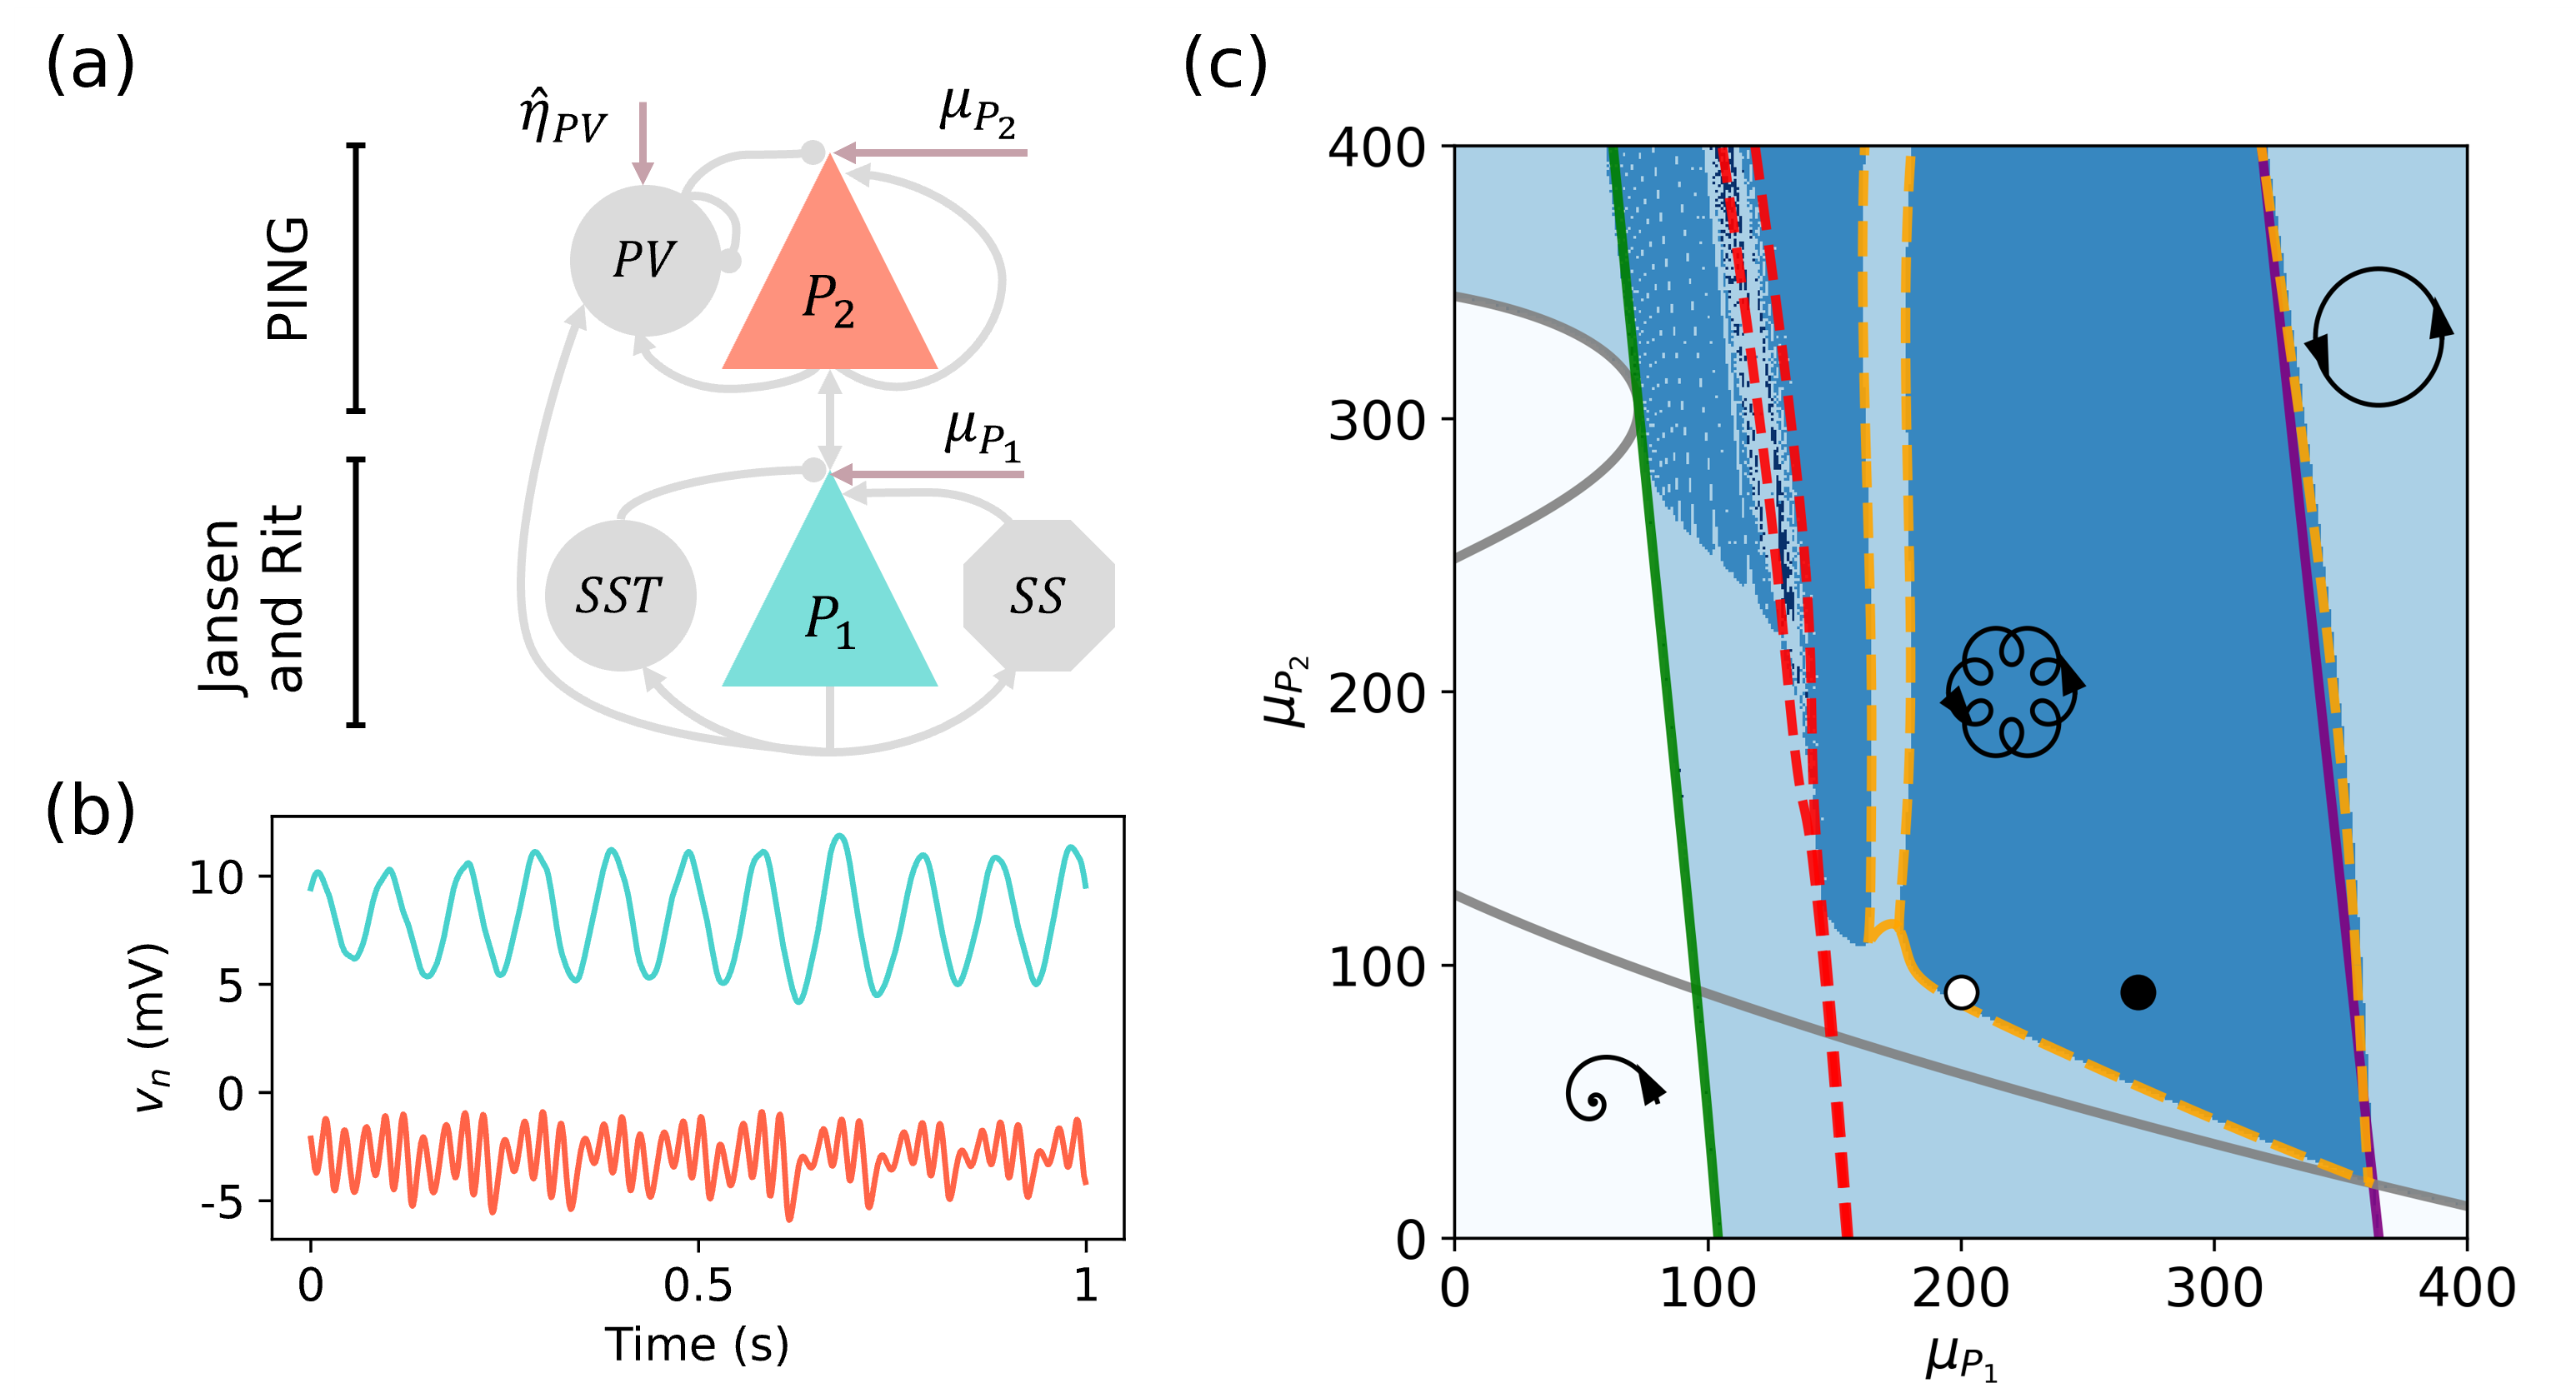 (a)
η̂PV
μP2
PING
PV
P2
μP1
Jansen
and Rit
SST
P1
SS
(b)
10
5
0
-5
vn (mV)
0
0.5
1
Time (s)
(c)
400
300
200
100
0
μP2
0
100
200
300
400
μP1